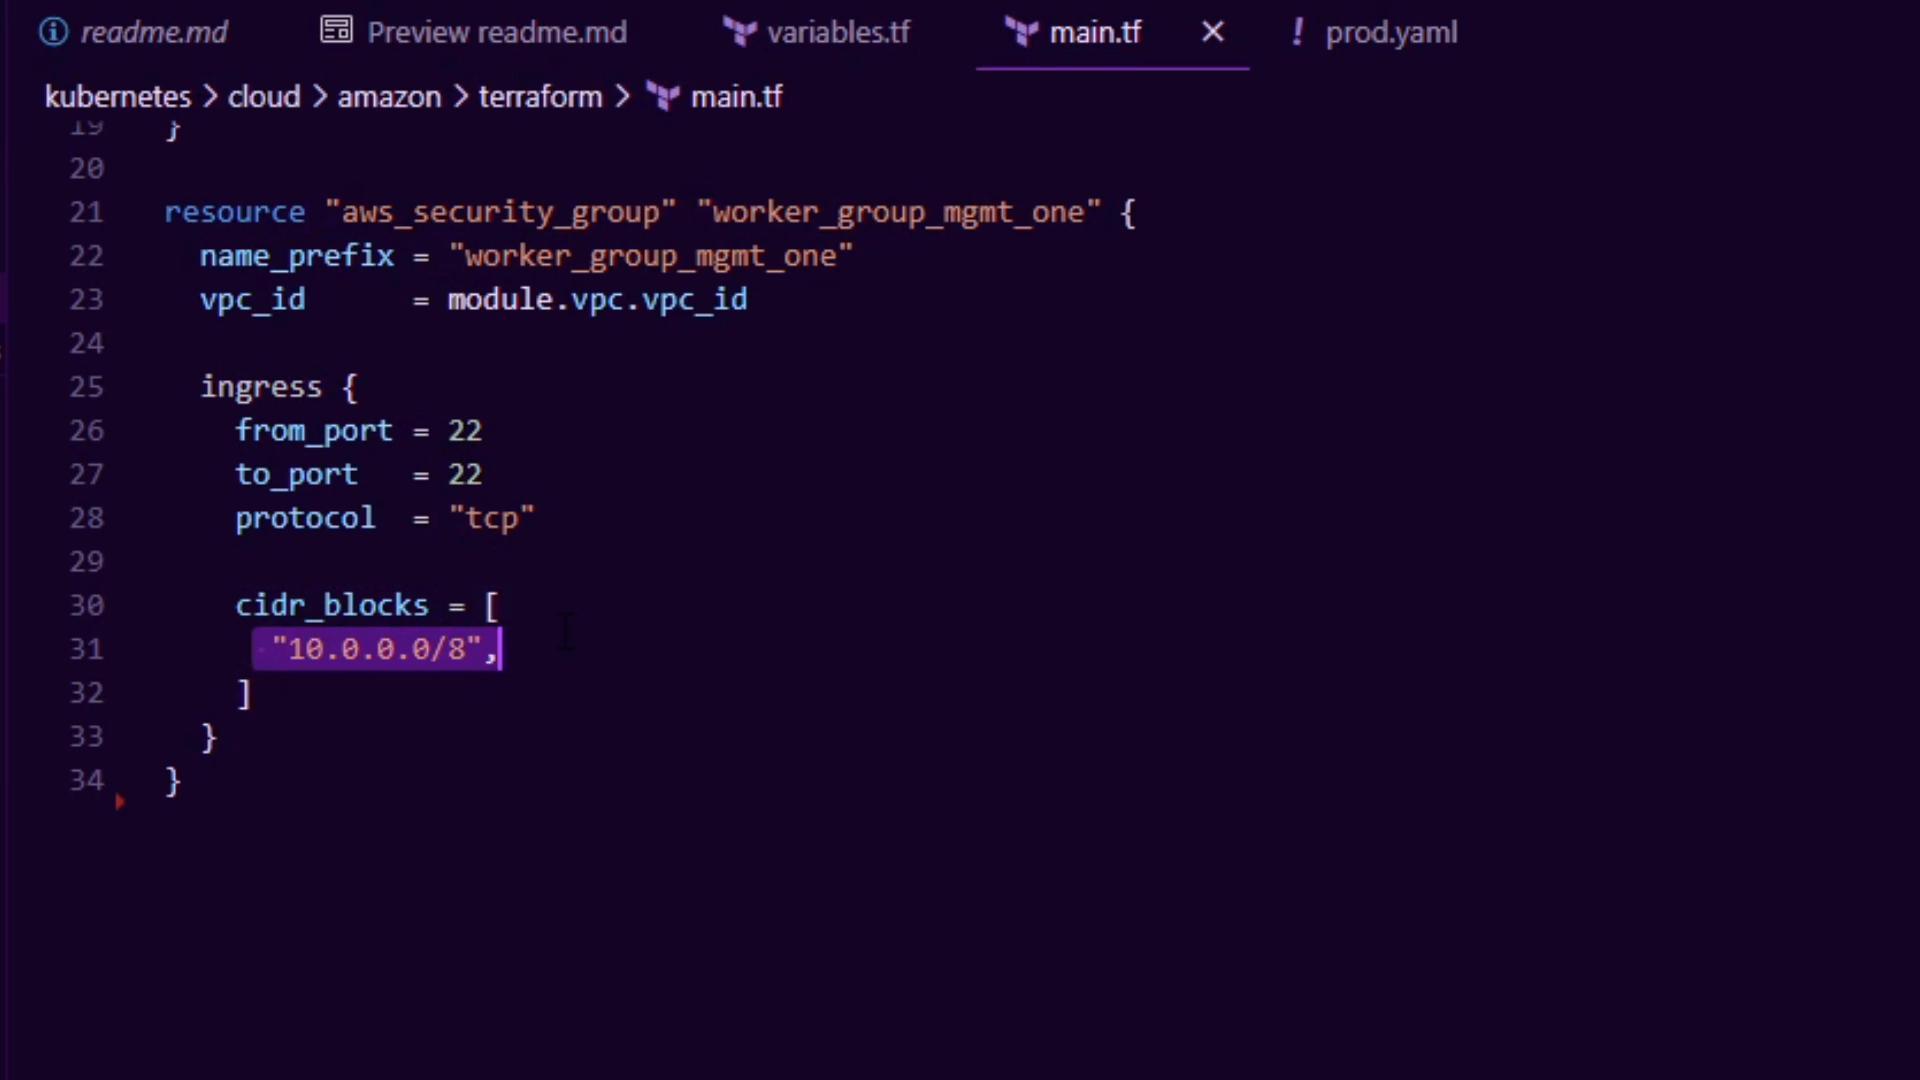 readme.md Preview readme.md variables.tf main.tf prod.yaml
kubernetes > cloud > amazon > terraform > main.tf
19 }
20
21 resource "aws_security_group" "worker_group_mgmt_one" {
22 name_prefix = "worker_group_mgmt_one"
23 vpc_id = module.vpc.vpc_id
24
25 ingress {
26 from_port = 22
27 to_port = 22
28 protocol = "tcp"
29
30 cidr_blocks = [
31 "10.0.0.0/8",
32 ]
33 }
34 }